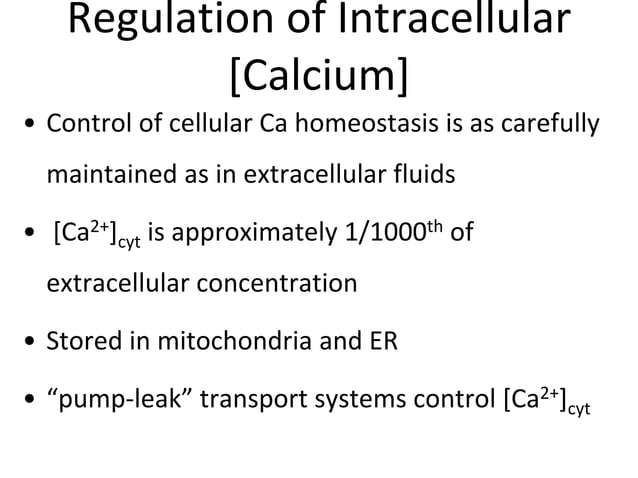 Regulation of Intracellular
[Calcium]
• Control of cellular Ca homeostasis is as carefully
maintained as in extracellular fluids
• [Ca²⁺]cyt is approximately 1/1000ᵗʰ of
extracellular concentration
• Stored in mitochondria and ER
• “pump-leak” transport systems control [Ca²⁺]cyt